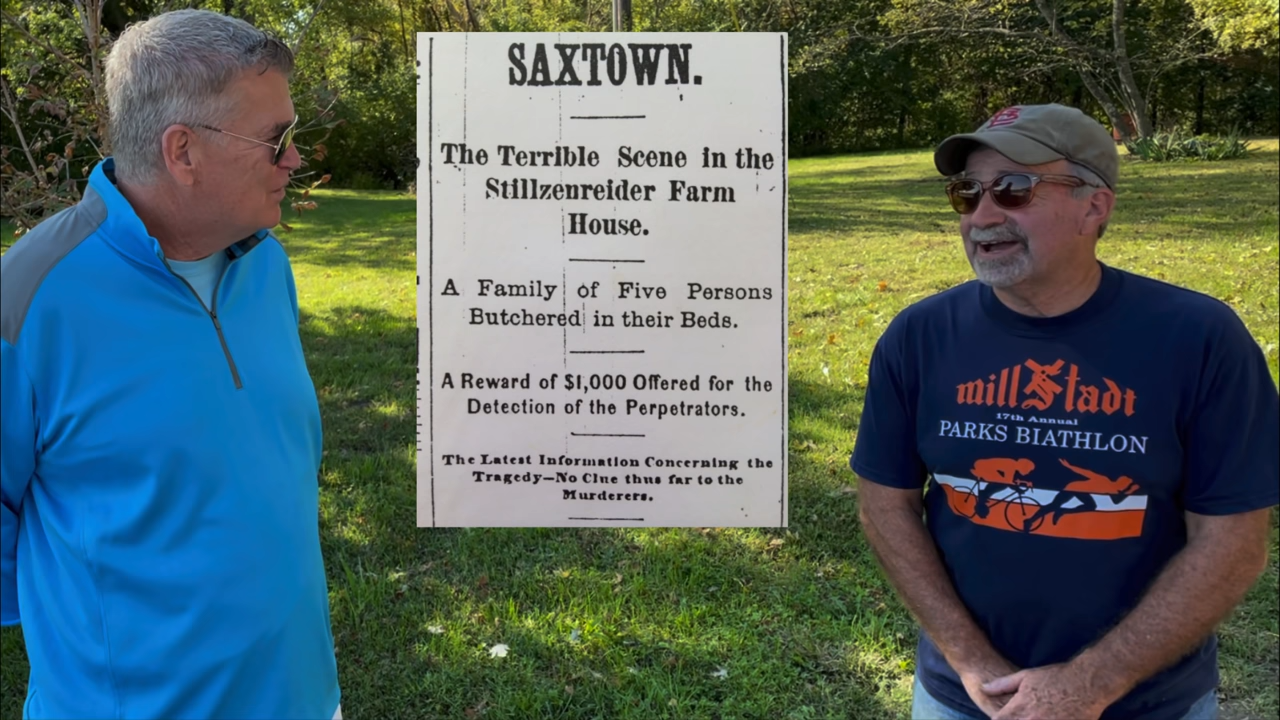 SAXTOWN.
The Terrible Scene in the
Stillzenreider Farm
House.
A Family of Five Persons
Butchered in their Beds.
A Reward of $1,000 Offered for the
Detection of the Perpetrators.
The Latest Information Concerning the
Tragedy—No Clue thus far to the
Murderers.
millStadt
17th Annual
PARKS BIATHLON